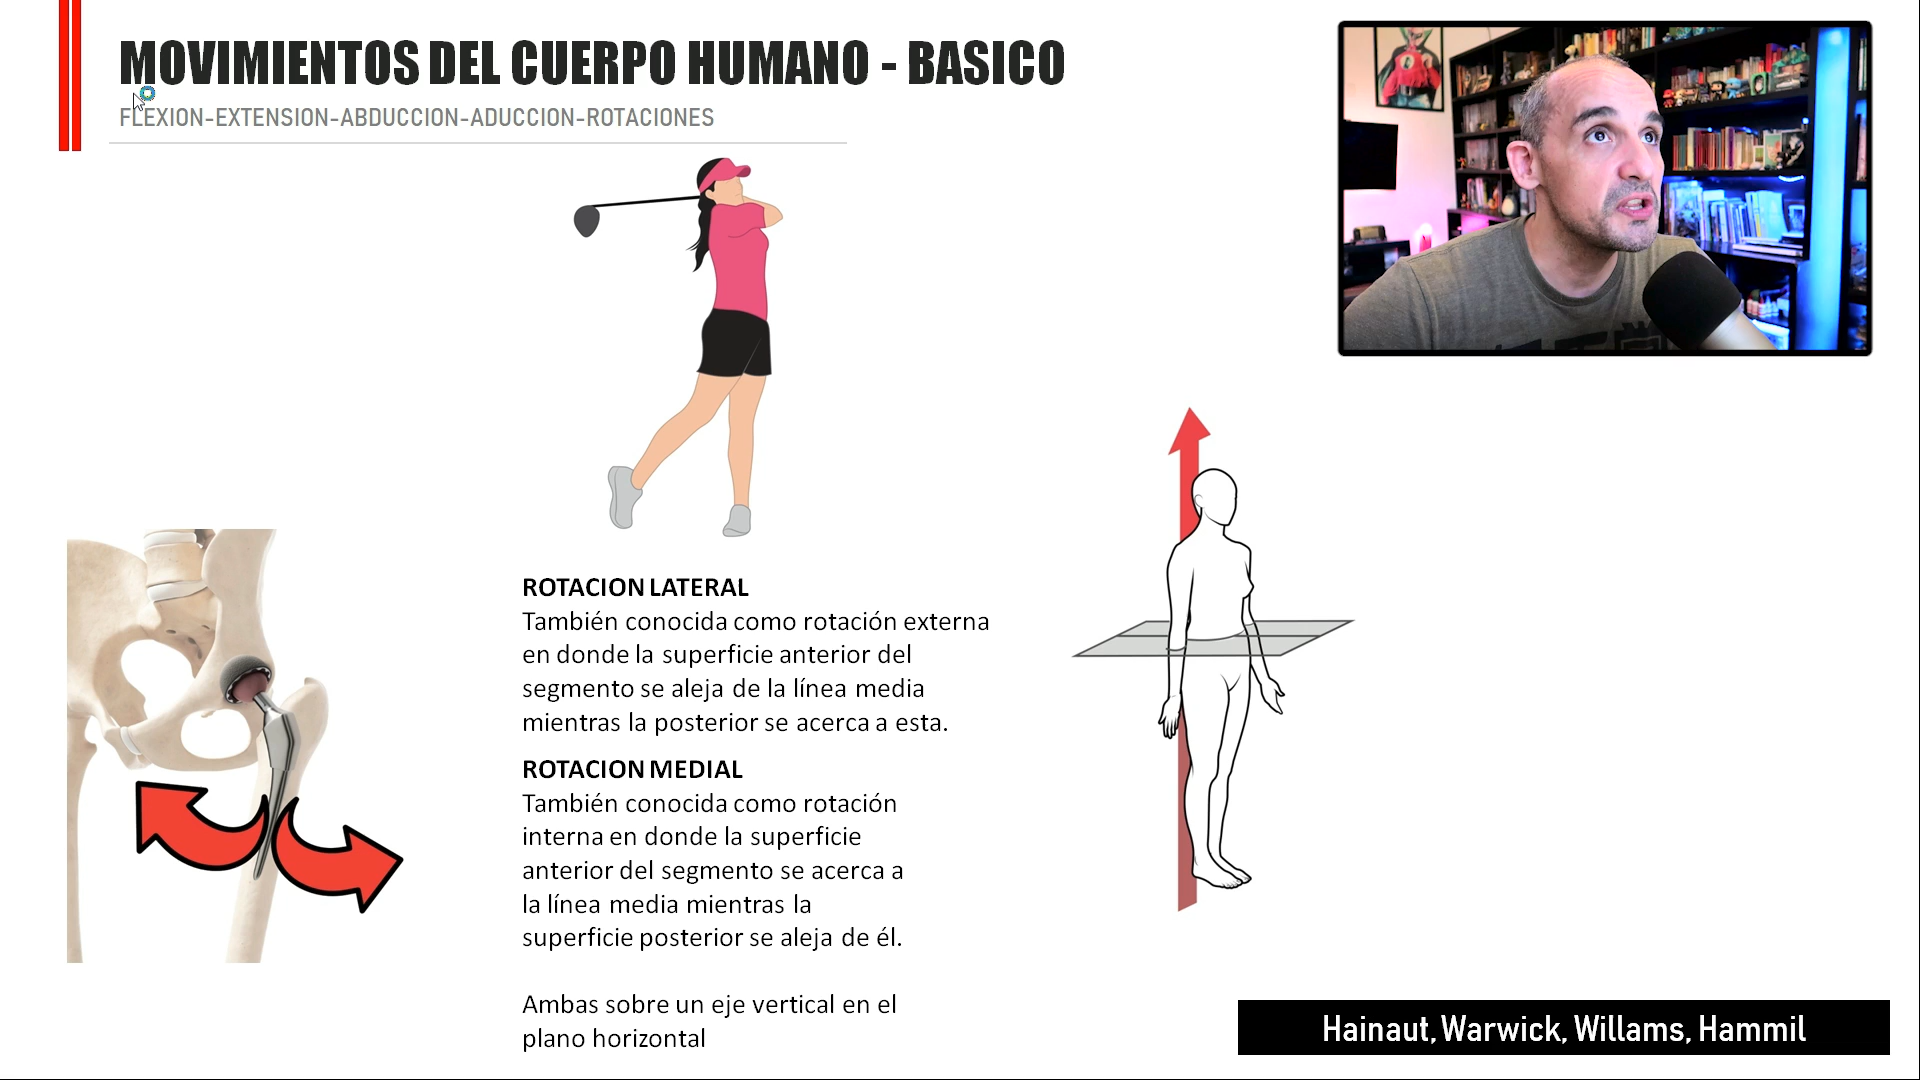 MOVIMIENTOS DEL CUERPO HUMANO - BASICO
FLEXION-EXTENSION-ABDUCCION-ADUCCION-ROTACIONES
ROTACION LATERAL
También conocida como rotación externa
en donde la superficie anterior del
segmento se aleja de la línea media
mientras la posterior se acerca a esta.
ROTACION MEDIAL
También conocida como rotación
interna en donde la superficie
anterior del segmento se acerca a
la línea media mientras la
superficie posterior se aleja de él.
Ambas sobre un eje vertical en el
plano horizontal
Hainaut, Warwick, Willams, Hammil